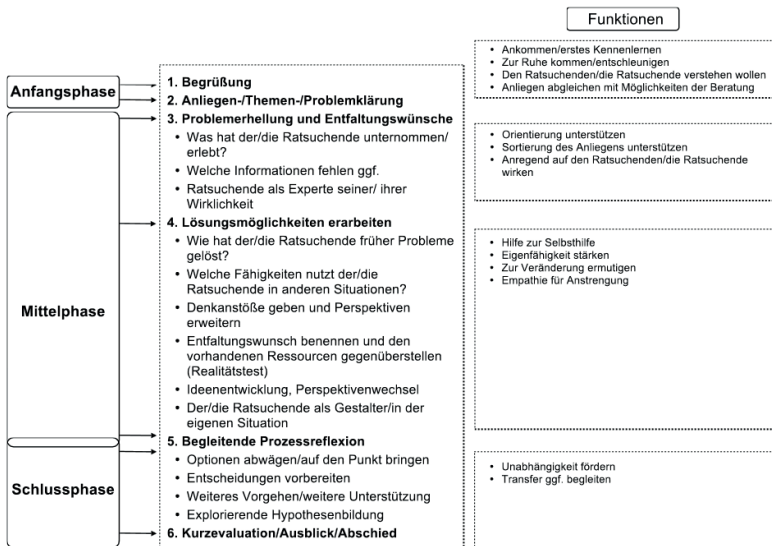 Funktionen
Anfangsphase
1. Begrüßung
2. Anliegen-/Themen-/Problemklärung
• Ankommen/erstes Kennenlernen
• Zur Ruhe kommen/entschleunigen
• Den Ratsuchenden/die Ratsuchende verstehen wollen
• Anliegen abgleichen mit Möglichkeiten der Beratung
Mittelphase
3. Problemerhellung und Entfaltungswünsche
• Was hat der/die Ratsuchende unternommen/
erlebt?
• Welche Informationen fehlen ggf.
• Ratsuchende als Experte seiner/ ihrer
Wirklichkeit
• Orientierung unterstützen
• Sortierung des Anliegens unterstützen
• Anregend auf den Ratsuchenden/die Ratsuchende
wirken
4. Lösungsmöglichkeiten erarbeiten
• Wie hat der/die Ratsuchende früher Probleme
gelöst?
• Welche Fähigkeiten nutzt der/die
Ratsuchende in anderen Situationen?
• Denkanstöße geben und Perspektiven
erweitern
• Entfaltungswunsch benennen und den
vorhandenen Ressourcen gegenüberstellen
(Realitätstest)
• Ideenentwicklung, Perspektivenwechsel
• Der/die Ratsuchende als Gestalter/in der
eigenen Situation
• Hilfe zur Selbsthilfe
• Eigenfähigkeit stärken
• Zur Veränderung ermutigen
• Empathie für Anstrengung
Schlussphase
5. Begleitende Prozessreflexion
• Optionen abwägen/auf den Punkt bringen
• Entscheidungen vorbereiten
• Weiteres Vorgehen/weitere Unterstützung
• Explorierende Hypothesenbildung
6. Kurzevaluation/Ausblick/Abschied
• Unabhängigkeit fördern
• Transfer ggf. begleiten